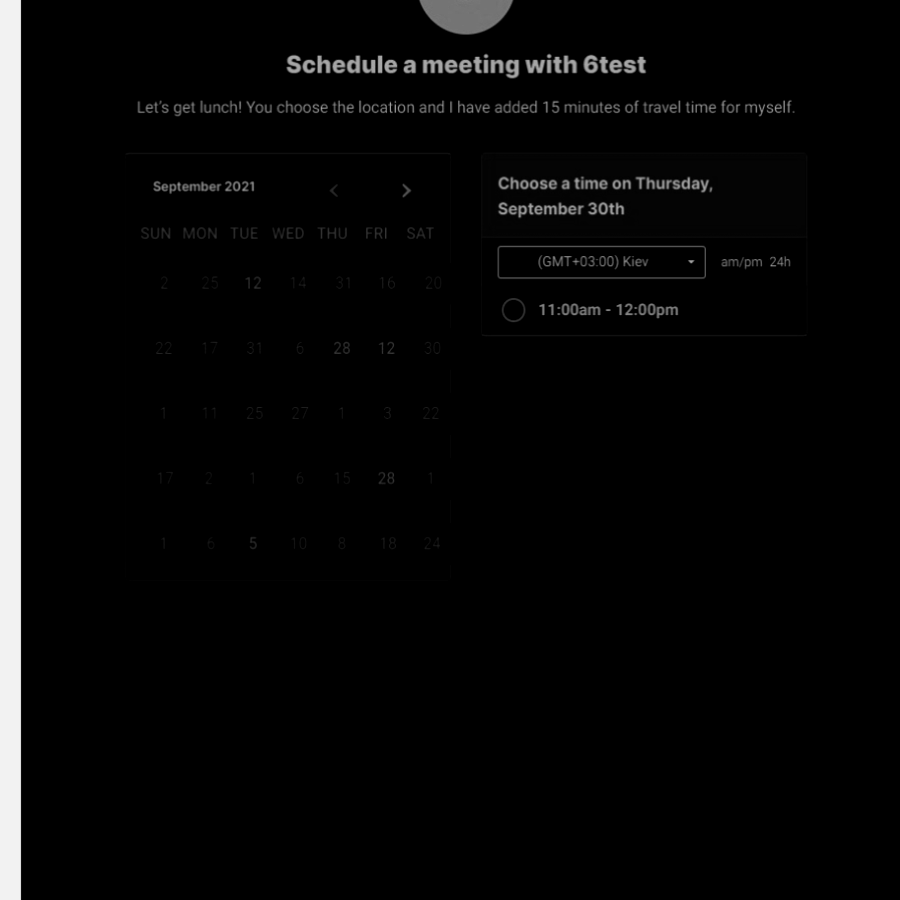 Schedule a meeting with 6test
Let's get lunch! You choose the location and I have added 15 minutes of travel time for myself.
September 2021
SUN MON TUE WED THU FRI SAT
2 25 12 14 31 16 20
22 17 31 6 28 12 30
1 11 25 27 1 3 22
17 2 1 6 15 28 1
1 6 5 10 8 18 24
Choose a time on Thursday,
September 30th
(GMT+03:00) Kiev am/pm 24h
11:00am - 12:00pm